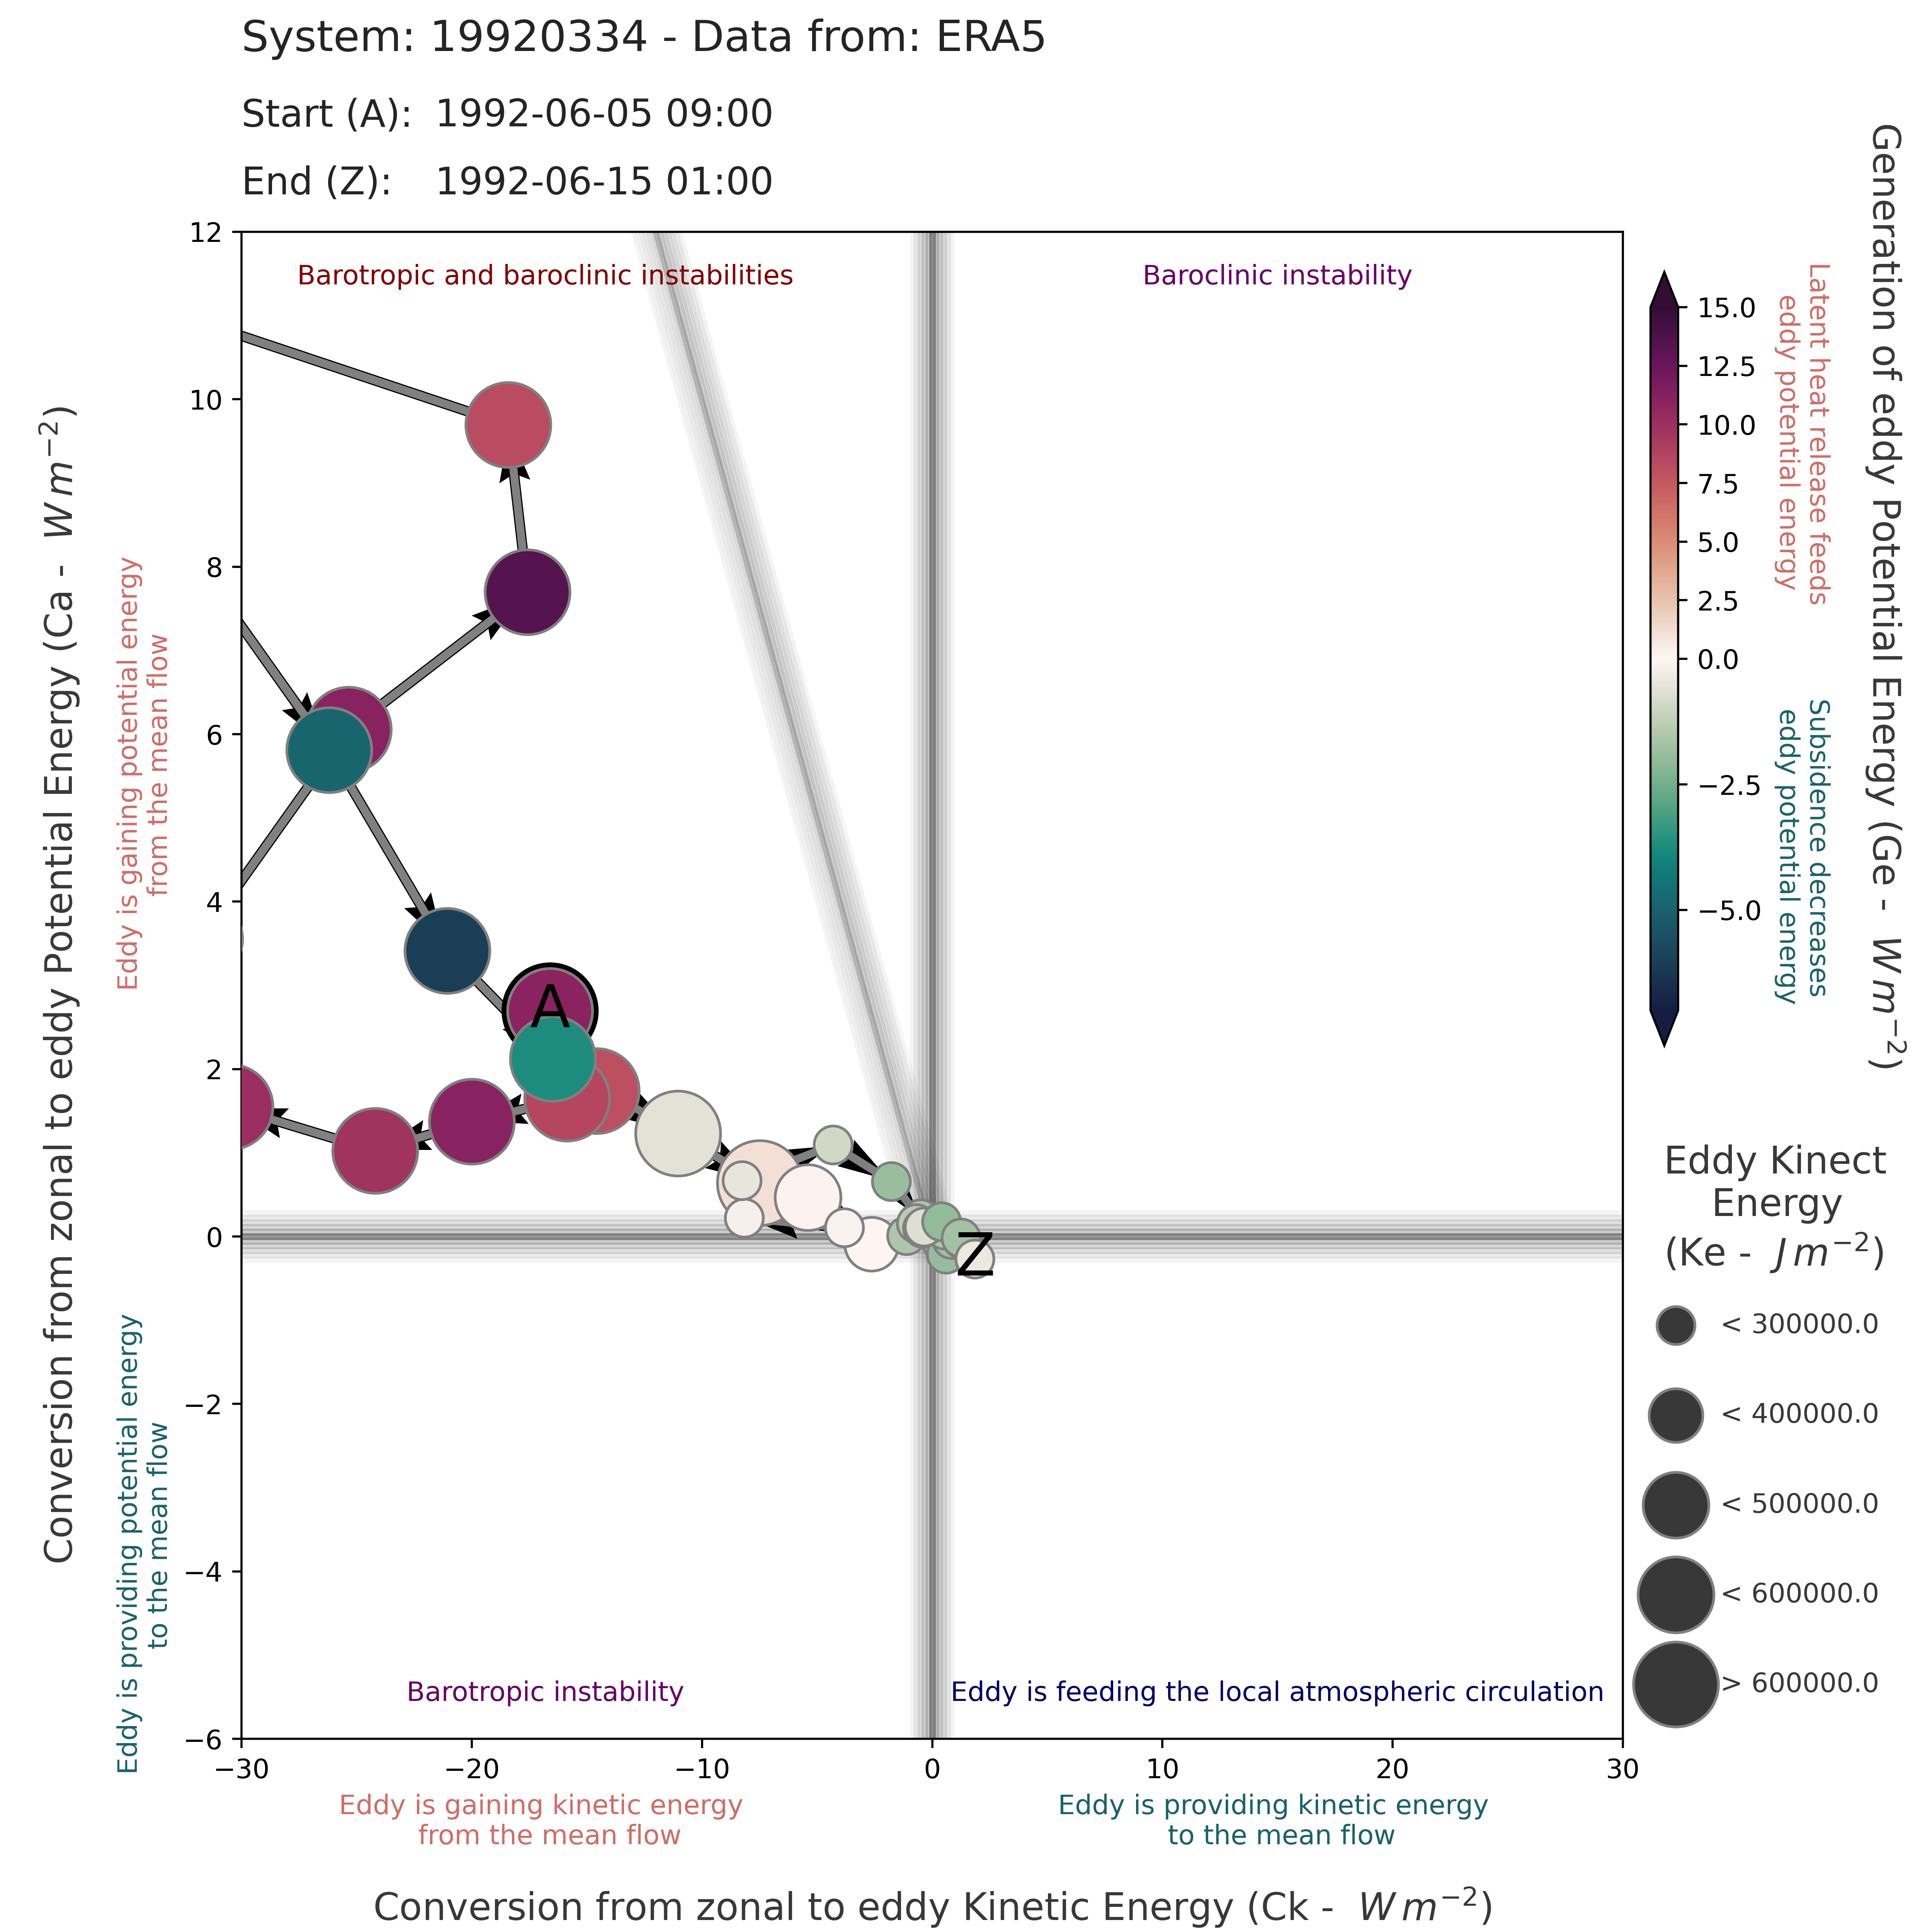 System: 19920334 - Data from: ERA5
Start (A): 1992-06-05 09:00
End (Z): 1992-06-15 01:00
Barotropic and baroclinic instabilities
Baroclinic instability
Barotropic instability
Eddy is feeding the local atmospheric circulation
A
Z
12
10
8
6
4
2
0
−2
−4
−6
−30
−20
−10
0
10
20
30
Conversion from zonal to eddy Potential Energy (Ca - W m⁻²)
Eddy is gaining potential energy
from the mean flow
Eddy is providing potential energy
to the mean flow
Eddy is gaining kinetic energy
from the mean flow
Eddy is providing kinetic energy
to the mean flow
Conversion from zonal to eddy Kinetic Energy (Ck - W m⁻²)
15.0
12.5
10.0
7.5
5.0
2.5
0.0
−2.5
−5.0
Latent heat release feeds
eddy potential energy
Subsidence decreases
eddy potential energy
Generation of eddy Potential Energy (Ge - W m⁻²)
Eddy Kinect
Energy
(Ke - J m⁻²)
< 300000.0
< 400000.0
< 500000.0
< 600000.0
> 600000.0